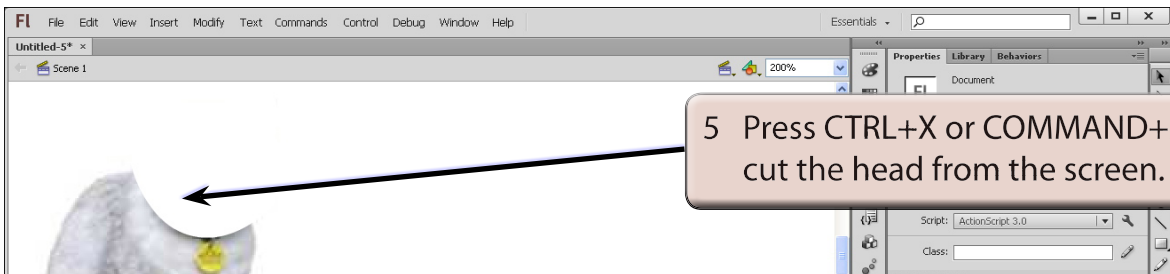 Fl File Edit View Insert Modify Text Commands Control Debug Window Help Essentials
Untitled-5* ×
Scene 1 200%
Properties Library Behaviors
Document
Fl
5 Press CTRL+X or COMMAND+
cut the head from the screen.
Script: ActionScript 3.0
Class: